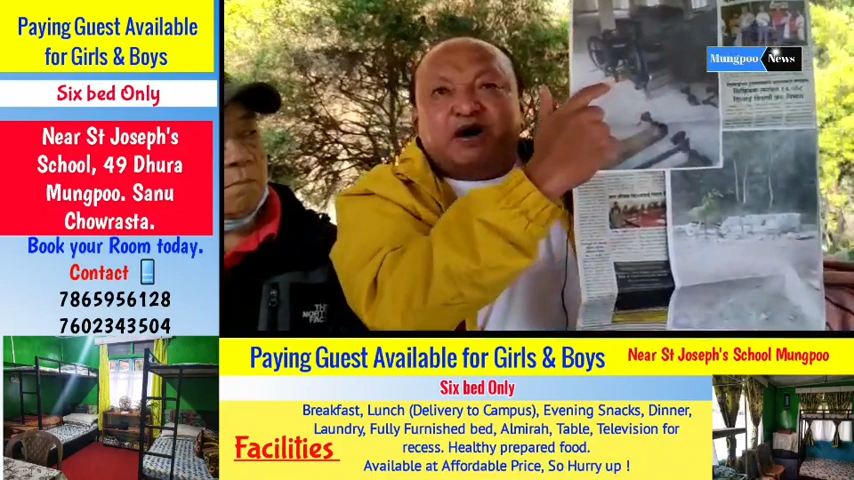 Paying Guest Available
for Girls & Boys
Six bed Only
Near St Joseph's
School, 49 Dhura
Mungpoo. Sanu
Chowrasta.
Book your Room today.
Contact
7865956128
7602343504
Mungpoo News
THE
NORTH
FACE
Paying Guest Available for Girls & Boys
Near St Joseph's School Mungpoo
Six bed Only
Facilities
Breakfast, Lunch (Delivery to Campus), Evening Snacks, Dinner,
Laundry, Fully Furnished bed, Almirah, Table, Television for
recess. Healthy prepared food.
Available at Affordable Price, So Hurry up !